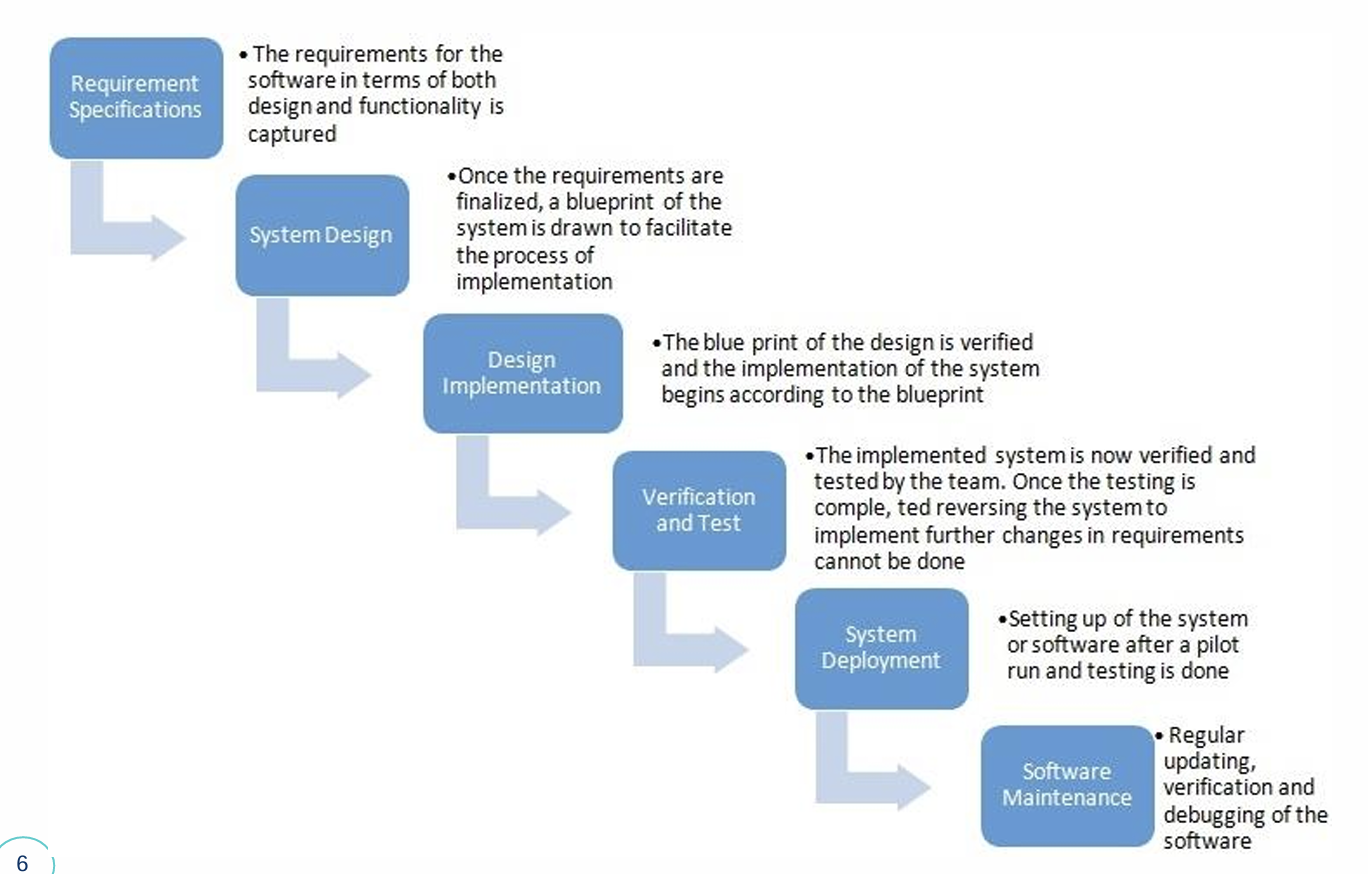 Requirement
Specifications
• The requirements for the
software in terms of both
design and functionality is
captured
System Design
•Once the requirements are
finalized, a blueprint of the
system is drawn to facilitate
the process of
implementation
Design
Implementation
•The blue print of the design is verified
and the implementation of the system
begins according to the blueprint
Verification
and Test
•The implemented system is now verified and
tested by the team. Once the testing is
comple, ted reversing the system to
implement further changes in requirements
cannot be done
System
Deployment
•Setting up of the system
or software after a pilot
run and testing is done
Software
Maintenance
• Regular
updating,
verification and
debugging of the
software
6